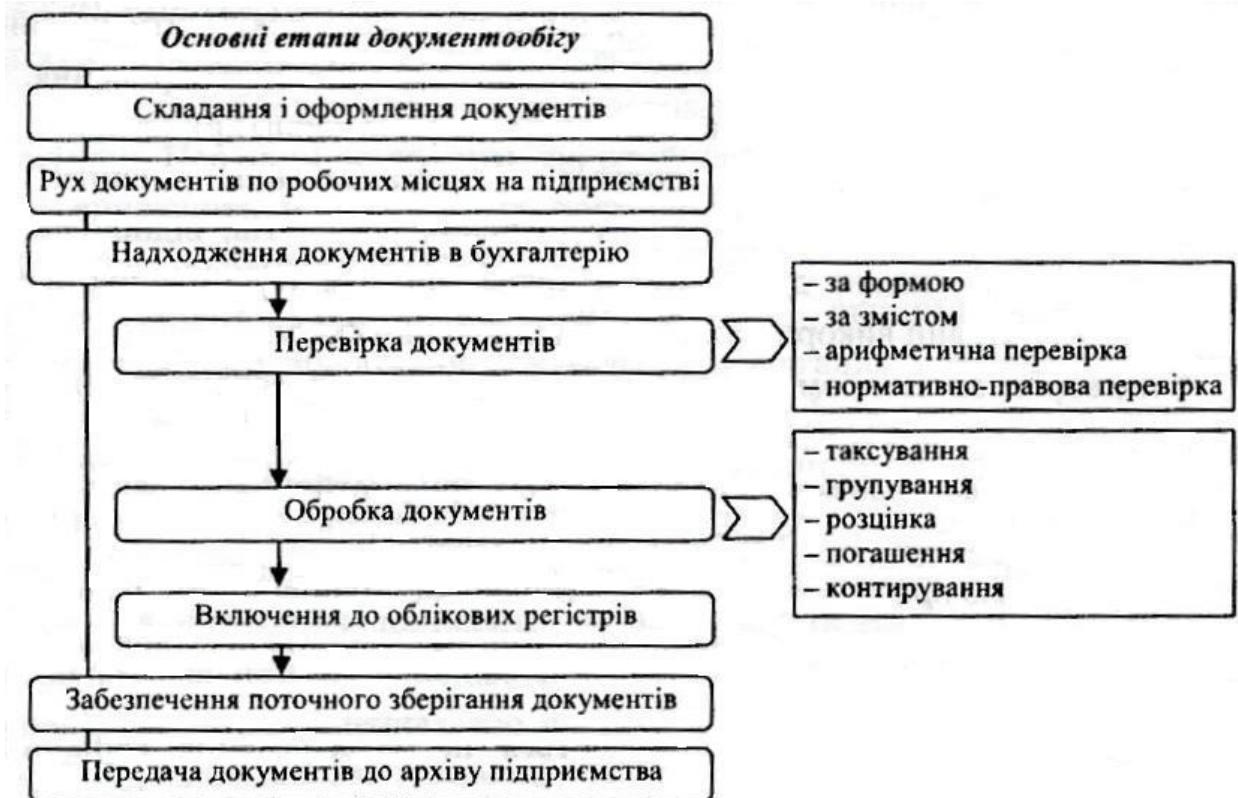 Основні етапи документообігу
Складання і оформлення документів
Рух документів по робочих місцях на підприємстві
Надходження документів в бухгалтерію
Перевірка документів
– за формою
– за змістом
– арифметична перевірка
– нормативно-правова перевірка
Обробка документів
– таксування
– групування
– розцінка
– погашення
– контирування
Включення до облікових регістрів
Забезпечення поточного зберігання документів
Передача документів до архіву підприємства